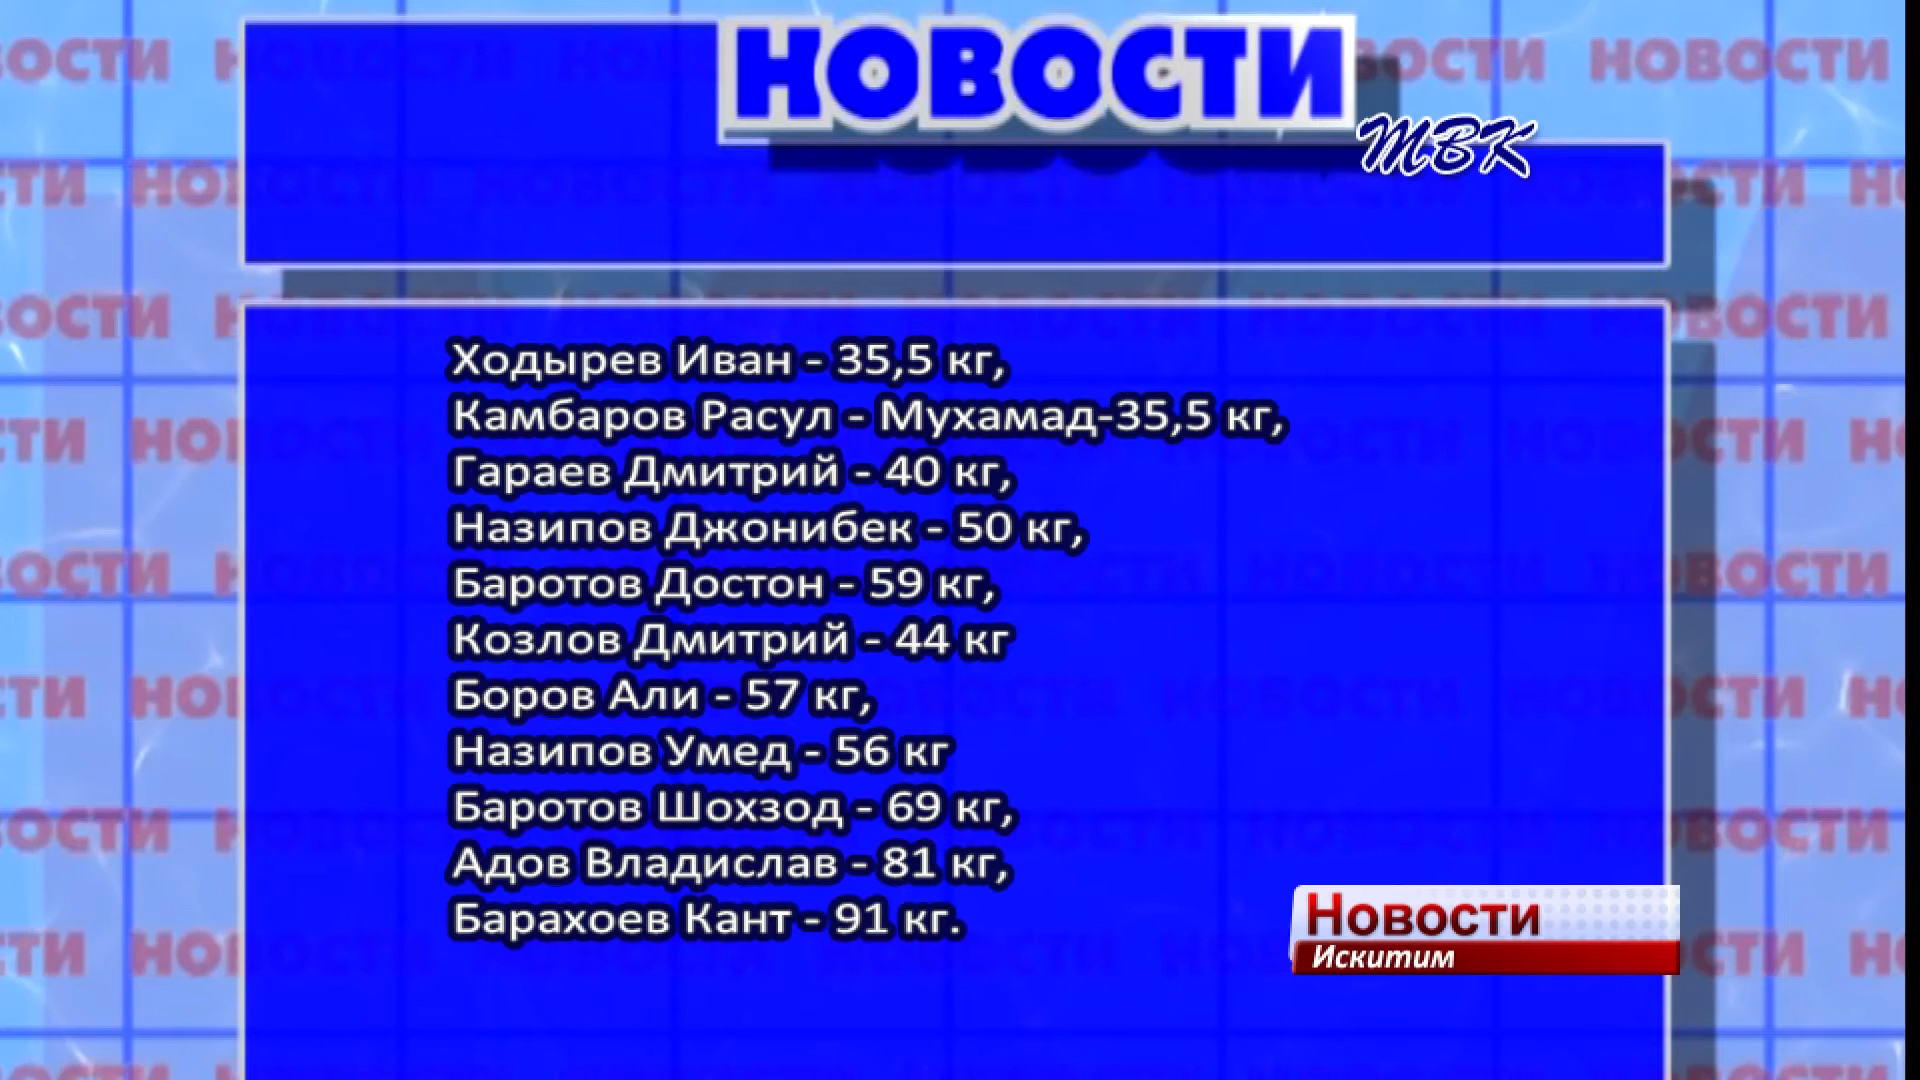 НОВОСТИ
ТВК
Ходырев Иван - 35,5 кг,
Камбаров Расул - Мухамад-35,5 кг,
Гараев Дмитрий - 40 кг,
Назипов Джонибек - 50 кг,
Баротов Достон - 59 кг,
Козлов Дмитрий - 44 кг
Боров Али - 57 кг,
Назипов Умед - 56 кг
Баротов Шохзод - 69 кг,
Адов Владислав - 81 кг,
Барахоев Кант - 91 кг.
Новости
Искитим